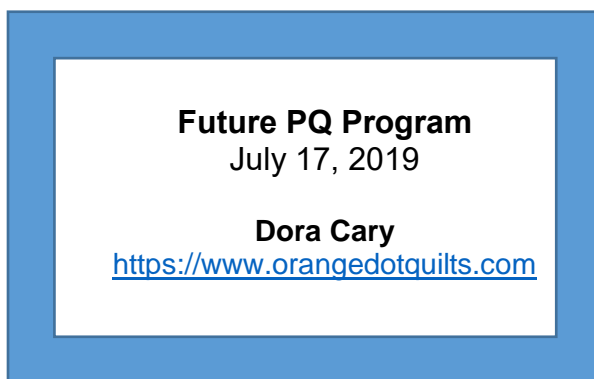 Future PQ Program
July 17, 2019
Dora Cary
https://www.orangedotquilts.com